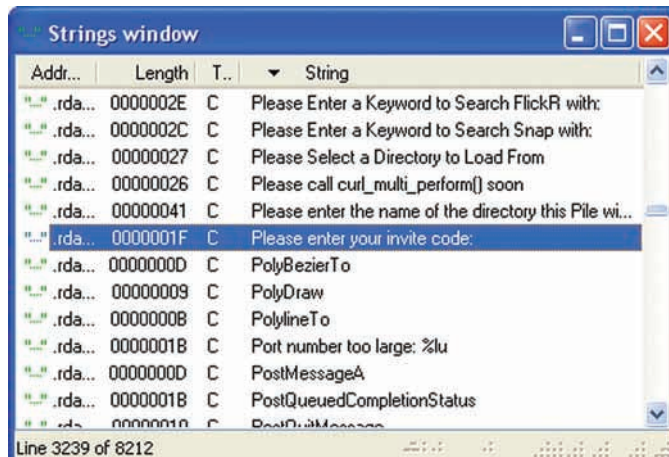 Strings window
Addr... Length T.. String
.rda... 0000002E C Please Enter a Keyword to Search FlickR with:
.rda... 0000002C C Please Enter a Keyword to Search Snap with:
.rda... 00000027 C Please Select a Directory to Load From
.rda... 00000026 C Please call curl_multi_perform() soon
.rda... 00000041 C Please enter the name of the directory this Pile wi...
.rda... 0000001F C Please enter your invite code:
.rda... 0000000D C PolyBezierTo
.rda... 00000009 C PolyDraw
.rda... 0000000B C PolylineTo
.rda... 0000001B C Port number too large: %lu
.rda... 0000000D C PostMessageA
.rda... 0000001B C PostQueuedCompletionStatus
.rda... 00000010 C PostQuitMessage
Line 3239 of 8212